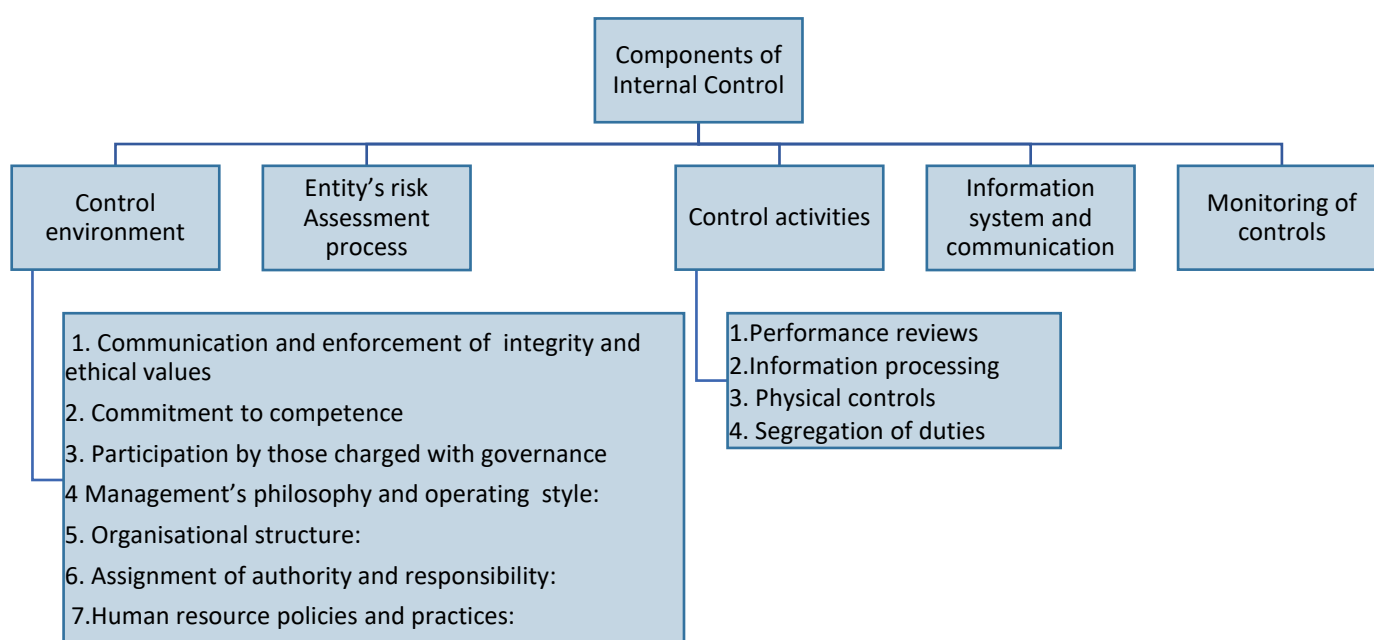 Components of
Internal Control
Control
environment
Entity’s risk
Assessment
process
Control activities
Information
system and
communication
Monitoring of
controls
1. Communication and enforcement of integrity and
ethical values
2. Commitment to competence
3. Participation by those charged with governance
4 Management’s philosophy and operating style:
5. Organisational structure:
6. Assignment of authority and responsibility:
7.Human resource policies and practices:
1.Performance reviews
2.Information processing
3. Physical controls
4. Segregation of duties